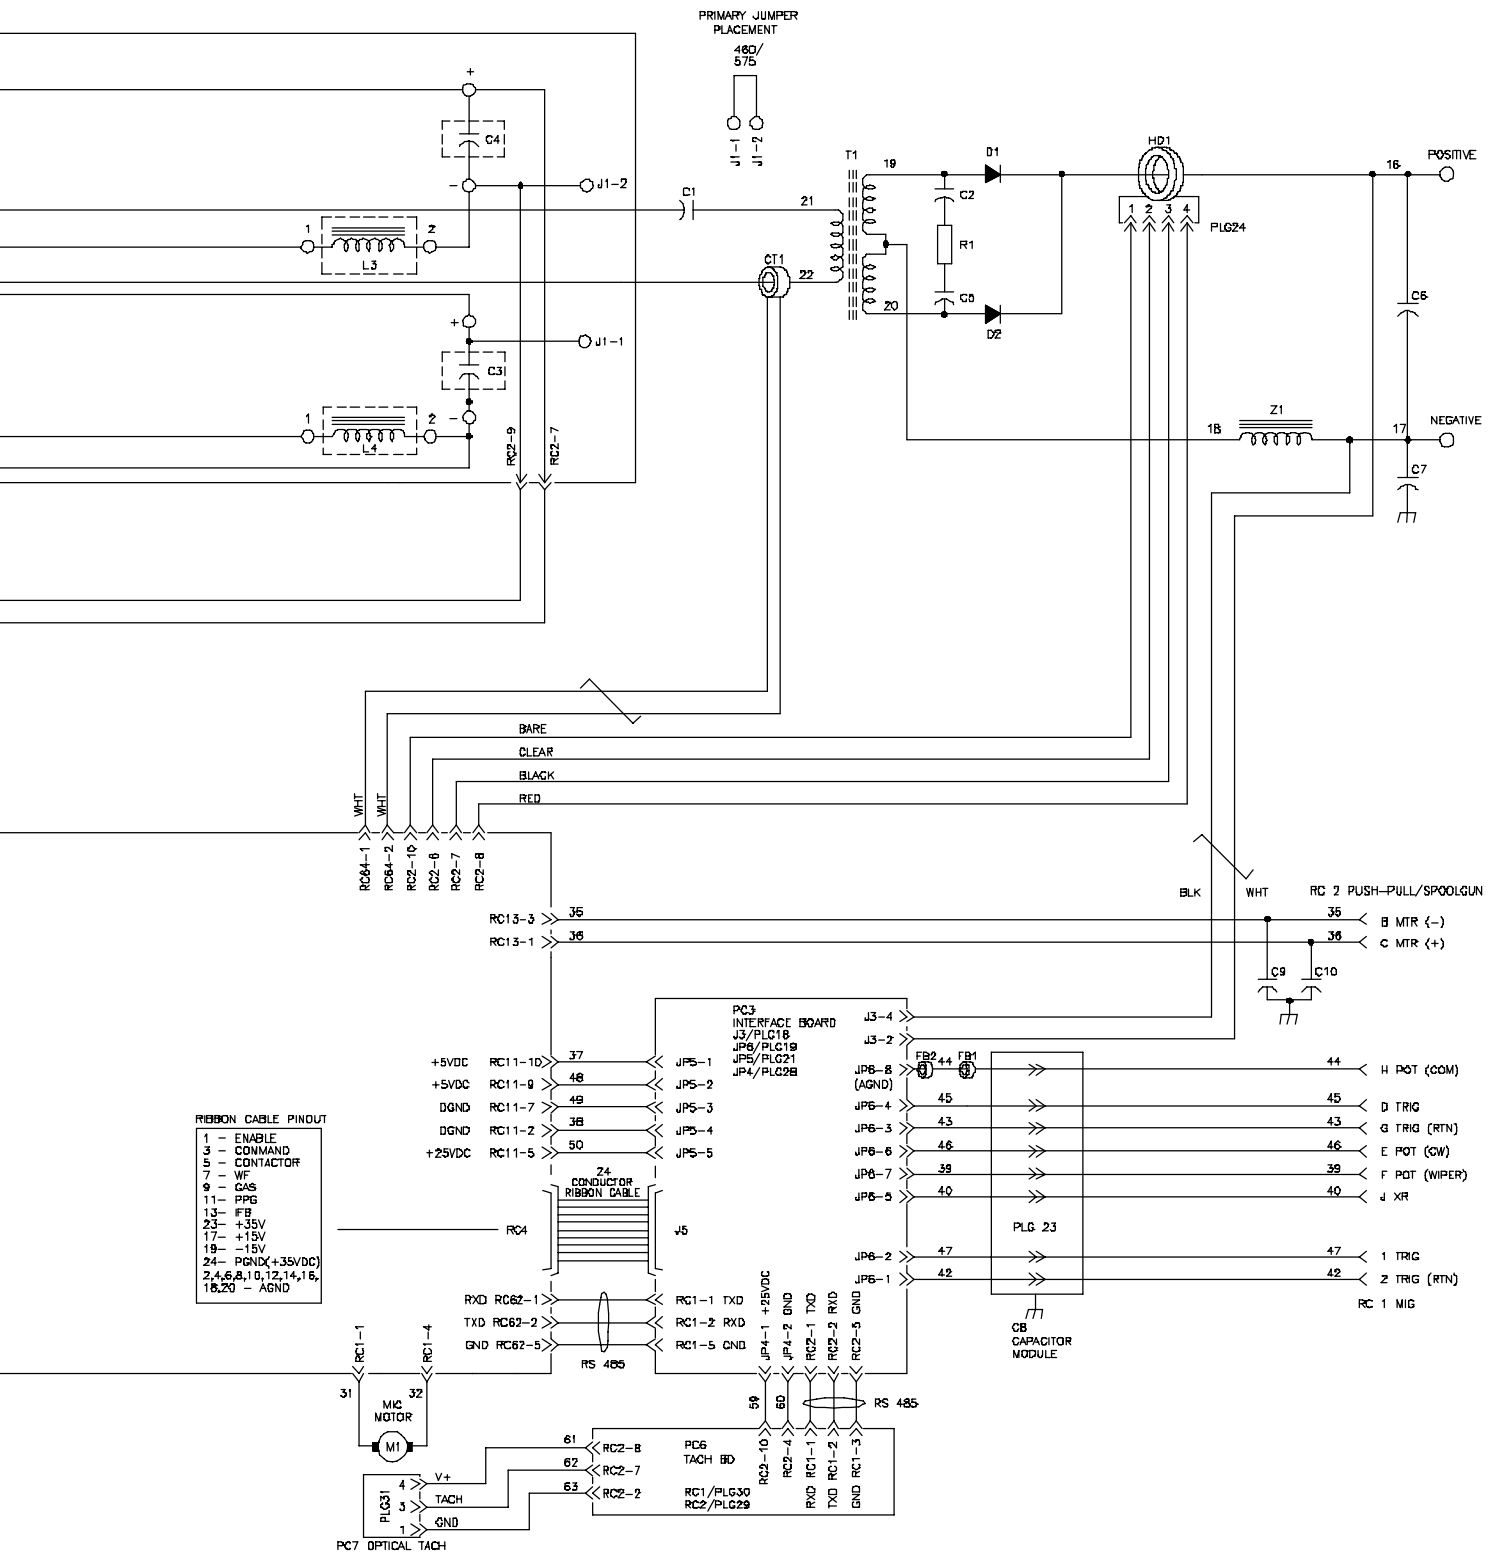 PRIMARY JUMPER
PLACEMENT
460/
575
J1-1
J1-2
+
C4
-
J1-2
1
2
L3
C1
21
T1
19
D1
C2
R1
C8
20
D2
CT1
22
HD1
1 2 3 4
PLG24
16
POSITIVE
C6
+
J1-1
C3
-
1
2
L4
RC2-9
RC2-7
18
Z1
17
NEGATIVE
C7
BARE
CLEAR
BLACK
RED
WHT
WHT
RC64-1
RC64-2
RC2-10
RC2-6
RC2-7
RC2-8
BLK
WHT
RC 2 PUSH-PULL/SPOOLGUN
RC13-3
35
35
B MTR (-)
RC13-1
36
36
C MTR (+)
C9
C10
PC3
INTERFACE BOARD
J3/PLG18
JP6/PLG19
JP5/PLG21
JP4/PLG28
J3-4
J3-2
+5VDC RC11-10 37 JP5-1
+5VDC RC11-9 48 JP5-2
DGND RC11-7 49 JP5-3
DGND RC11-2 38 JP5-4
+25VDC RC11-5 50 JP5-5
JP6-8
(AGND)
FB2 44 FB1
44 H POT (COM)
JP6-4 45
45 D TRIG
JP6-3 43
43 G TRIG (RTN)
JP6-6 46
46 E POT (CW)
JP6-7 39
39 F POT (WIPER)
JP6-5 40
40 J XR
PLG 23
JP6-2 47
47 1 TRIG
JP6-1 42
42 2 TRIG (RTN)
RC 1 MIG
C8
CAPACITOR
MODULE
RIBBON CABLE PINOUT
1 - ENABLE
3 - COMMAND
5 - CONTACTOR
7 - WF
9 - GAS
11- PPG
13- IFB
23- +35V
17- +15V
19- -15V
24- PGND(+35VDC)
2,4,6,8,10,12,14,16,
18,20 - AGND
24
CONDUCTOR
RIBBON CABLE
RC4
J5
RXD RC62-1
RC1-1 TXD
TXD RC62-2
RC1-2 RXD
GND RC62-5
RC1-5 GND
RS 485
JP4-1 +25VDC
JP4-2 GND
RC2-1 TXD
RC2-2 RXD
RC2-5 GND
RC1-1
RC1-4
31
32
MIG
MOTOR
M1
59
60
RS 485
RC2-10
RC2-4
RXD RC1-1
TXD RC1-2
GND RC1-3
61
RC2-8
62
RC2-7
63
RC2-2
PC6
TACH BD
RC1/PLG30
RC2/PLG29
PLG31
4 V+
3 TACH
1 GND
PC7 OPTICAL TACH